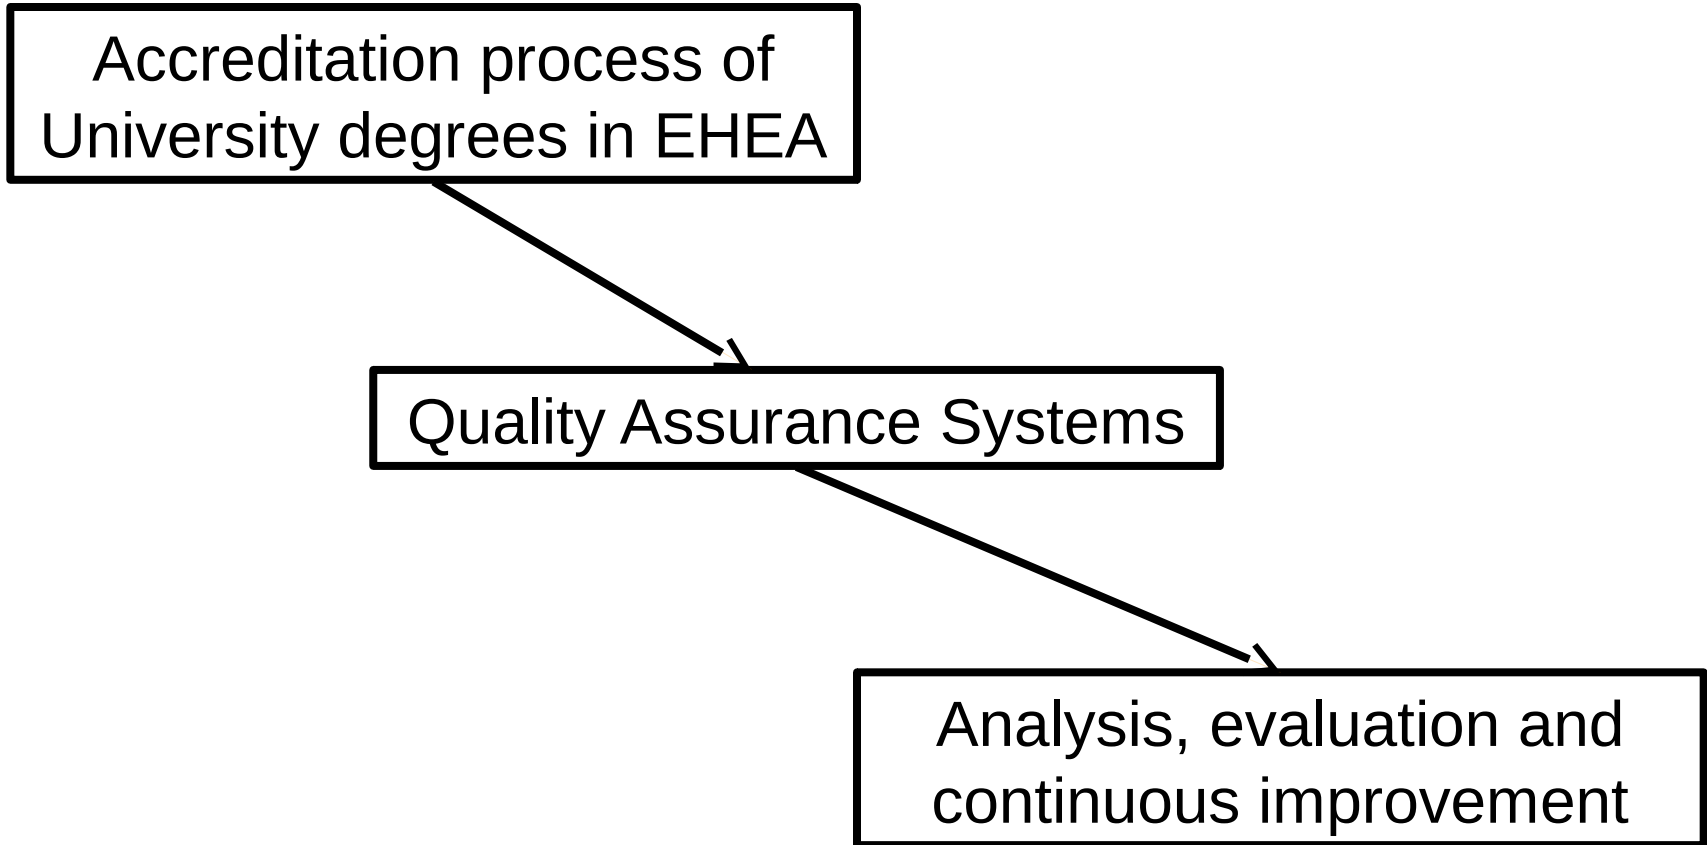 Accreditation process of
University degrees in EHEA
Quality Assurance Systems
Analysis, evaluation and
continuous improvement